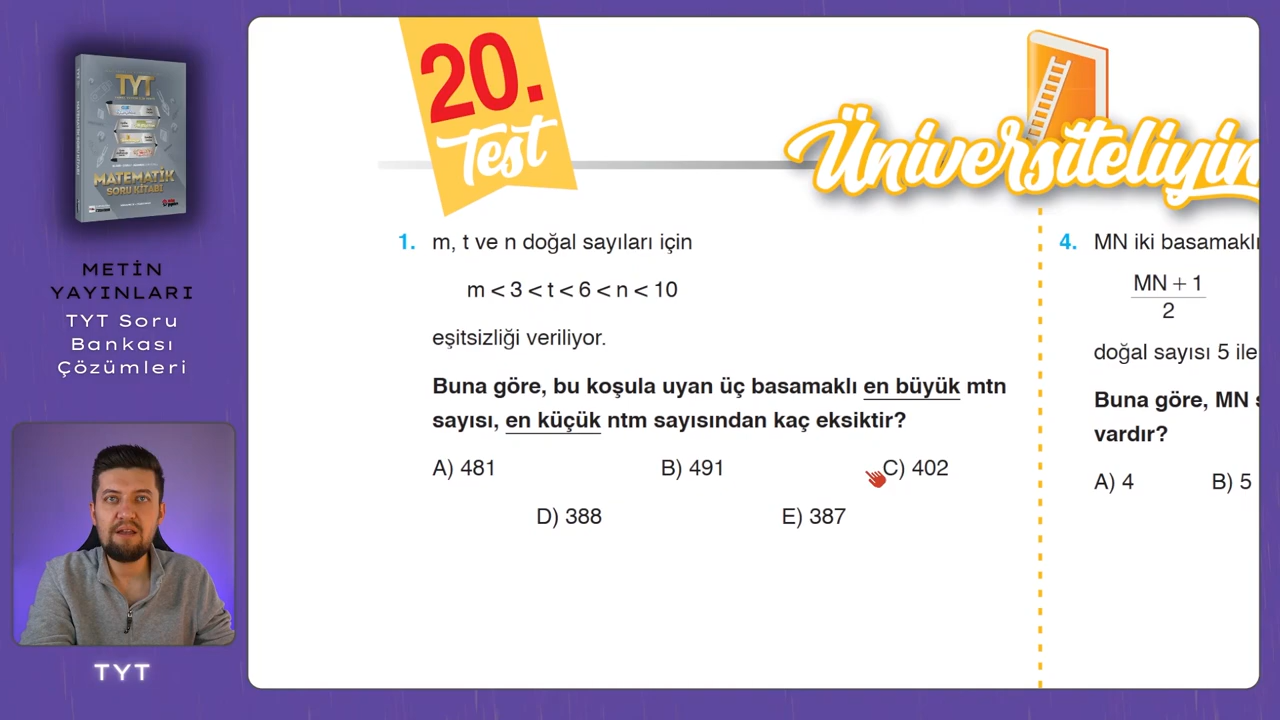 TYT
MATEMATİK
SORU KİTABI
METİN
YAYINLARI
TYT Soru
Bankası
Çözümleri
TYT
20.
Test
Üniversiteliyin
1. m, t ve n doğal sayıları için
m < 3 < t < 6 < n < 10
eşitsizliği veriliyor.
Buna göre, bu koşula uyan üç basamaklı en büyük mtn
sayısı, en küçük ntm sayısından kaç eksiktir?
A) 481 B) 491 C) 402
D) 388 E) 387
4. MN iki basamaklı
MN + 1
2
doğal sayısı 5 ile
Buna göre, MN s
vardır?
A) 4 B) 5